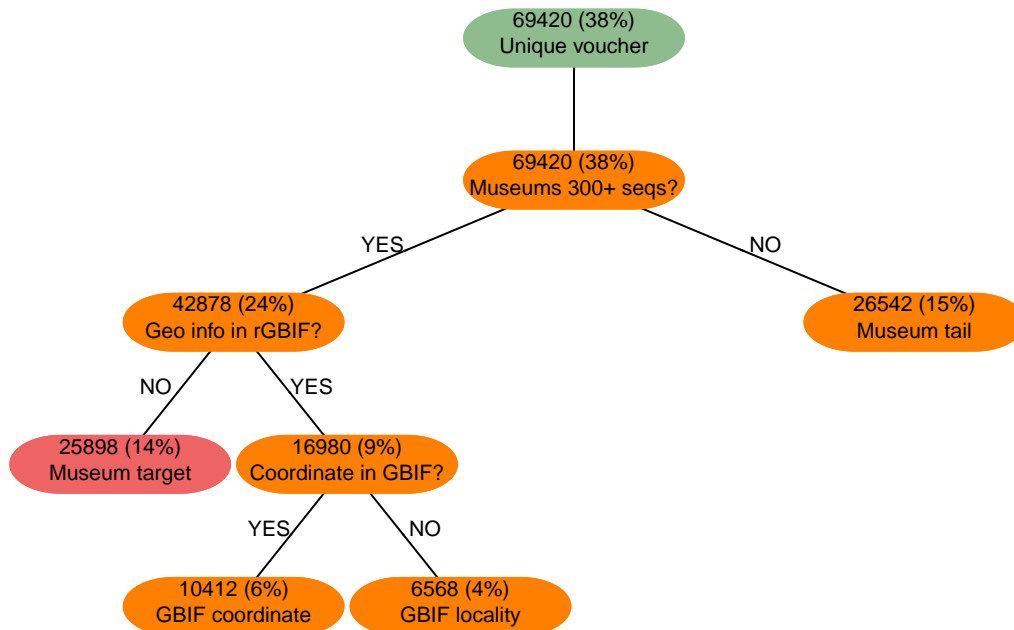 69420 (38%)
Unique voucher
69420 (38%)
Museums 300+ seqs?
YES
NO
42878 (24%)
Geo info in rGBIF?
26542 (15%)
Museum tail
NO
YES
25898 (14%)
Museum target
16980 (9%)
Coordinate in GBIF?
YES
NO
10412 (6%)
GBIF coordinate
6568 (4%)
GBIF locality